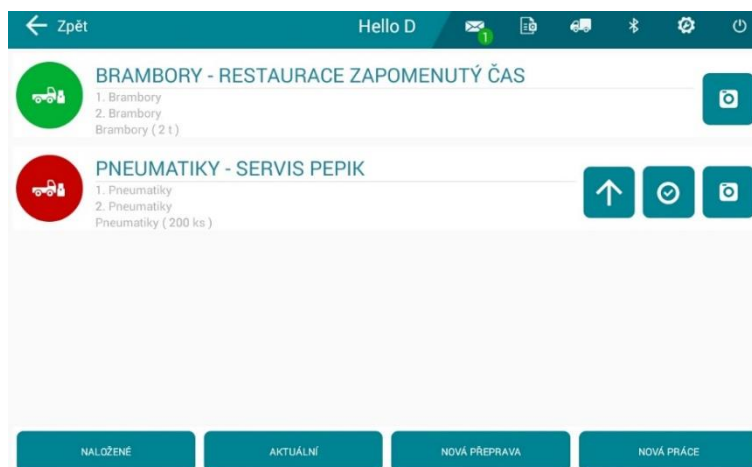 Zpět
Hello D
1
BRAMBORY - RESTAURACE ZAPOMENUTÝ ČAS
1. Brambory
2. Brambory
Brambory ( 2 t )
PNEUMATIKY - SERVIS PEPIK
1. Pneumatiky
2. Pneumatiky
Pneumatiky ( 200 ks )
NALOŽENÉ
AKTUÁLNÍ
NOVÁ PŘEPRAVA
NOVÁ PRÁCE